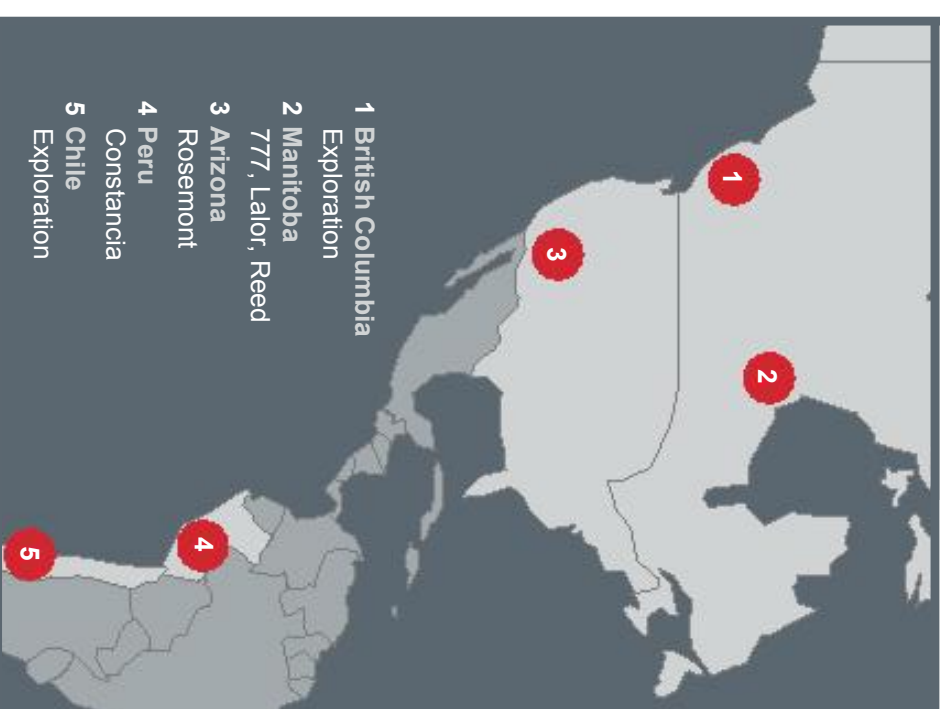 1 British Columbia
Exploration
2 Manitoba
777, Lalor, Reed
3 Arizona
Rosemont
4 Peru
Constancia
5 Chile
Exploration
1
2
3
4
5